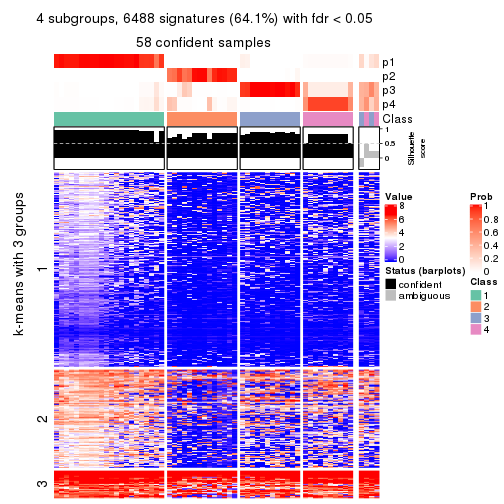 4 subgroups, 6488 signatures (64.1%) with fdr < 0.05
58 confident samples
p1
p2
p3
p4
Class
1
0.5
0
Silhouette
score
k-means with 3 groups
1
2
3
Value
8
6
4
2
0
Status (barplots)
confident
ambiguous
Prob
1
0.8
0.6
0.4
0.2
0
Class
1
2
3
4